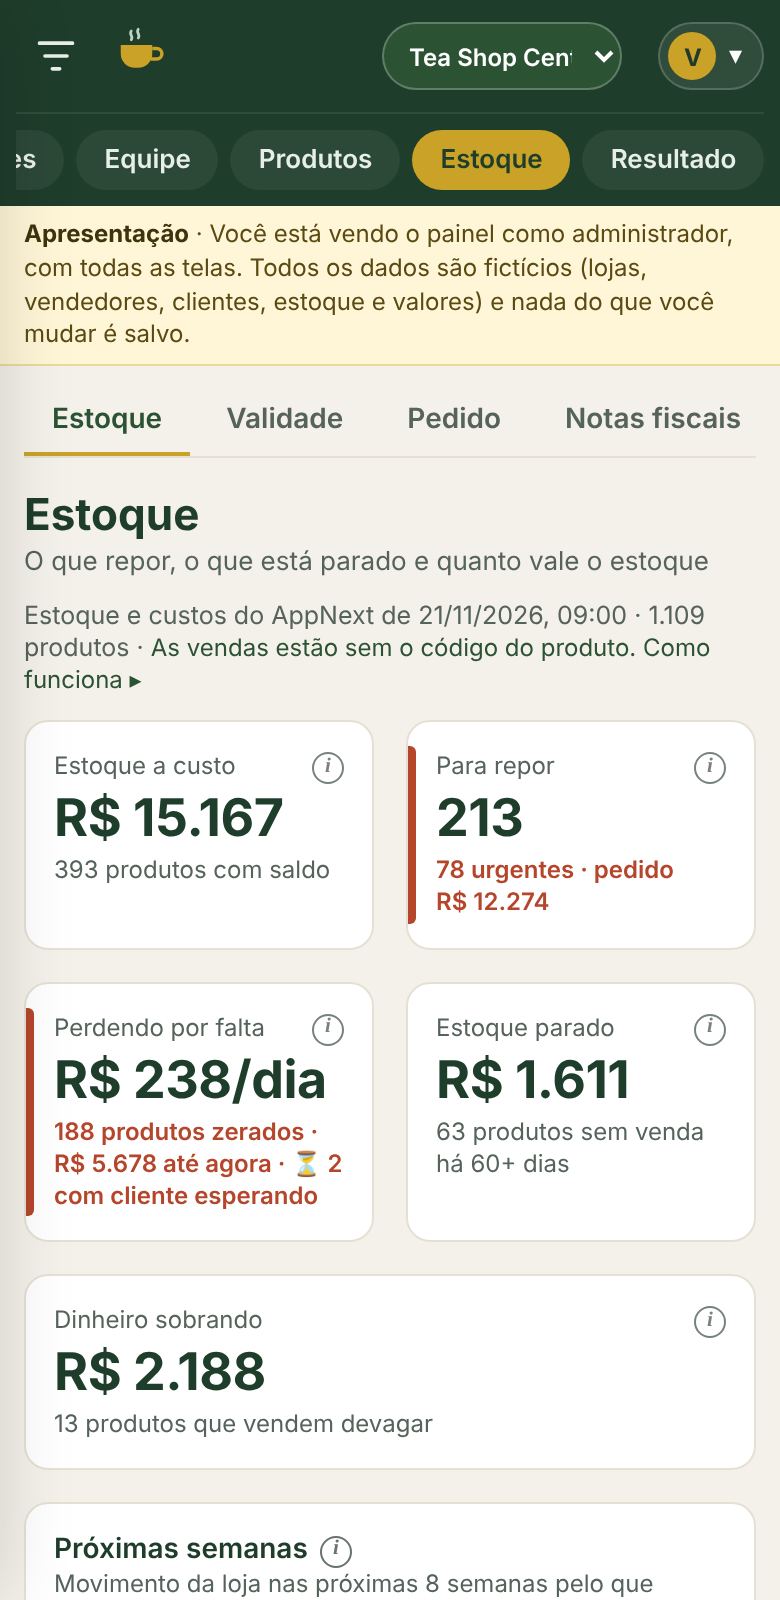 Tea Shop Cent
V ▼
es
Equipe
Produtos
Estoque
Resultado
Apresentação · Você está vendo o painel como administrador,
com todas as telas. Todos os dados são fictícios (lojas,
vendedores, clientes, estoque e valores) e nada do que você
mudar é salvo.
Estoque
Validade
Pedido
Notas fiscais
Estoque
O que repor, o que está parado e quanto vale o estoque
Estoque e custos do AppNext de 21/11/2026, 09:00 · 1.109
produtos · As vendas estão sem o código do produto. Como
funciona ▸
Estoque a custo i
R$ 15.167
393 produtos com saldo
Para repor i
213
78 urgentes · pedido
R$ 12.274
Perdendo por falta i
R$ 238/dia
188 produtos zerados ·
R$ 5.678 até agora · ⏳ 2
com cliente esperando
Estoque parado i
R$ 1.611
63 produtos sem venda
há 60+ dias
Dinheiro sobrando i
R$ 2.188
13 produtos que vendem devagar
Próximas semanas i
Movimento da loja nas próximas 8 semanas pelo que